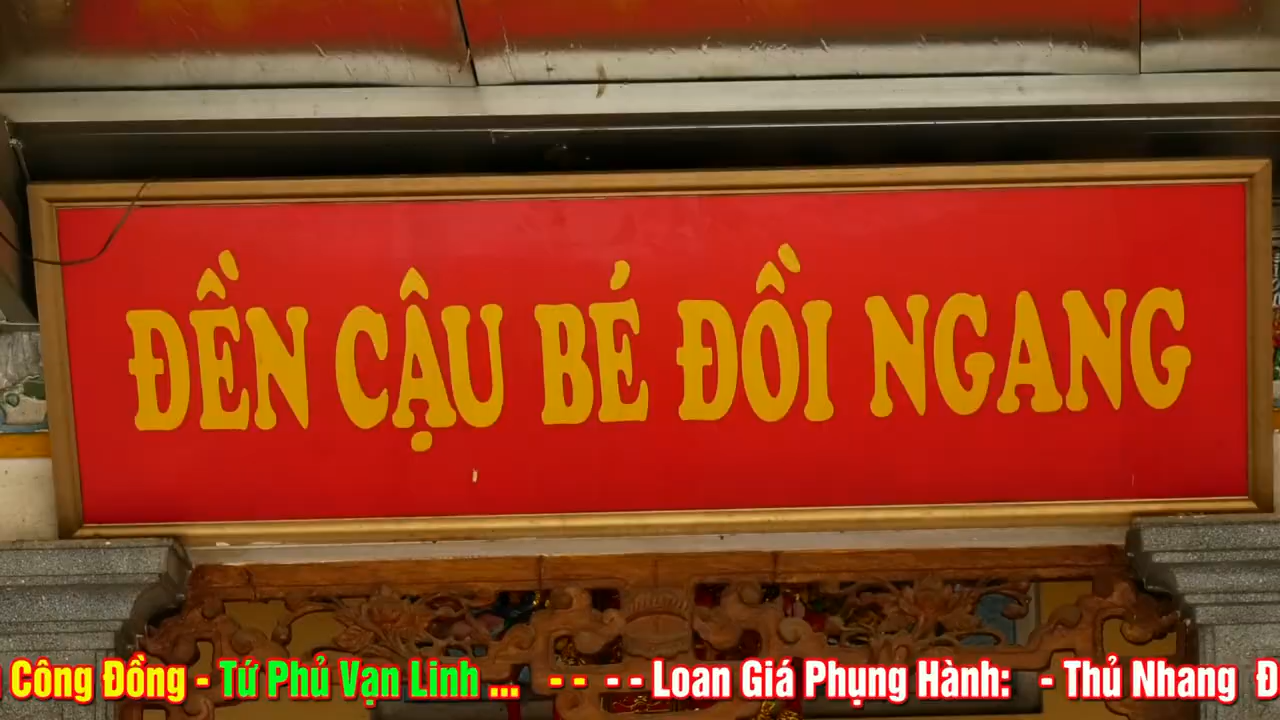 ĐỀN CẬU BÉ ĐỒI NGANG
Công Đồng - Tứ Phủ Vạn Linh ... - - - - Loan Giá Phụng Hành: - Thủ Nhang